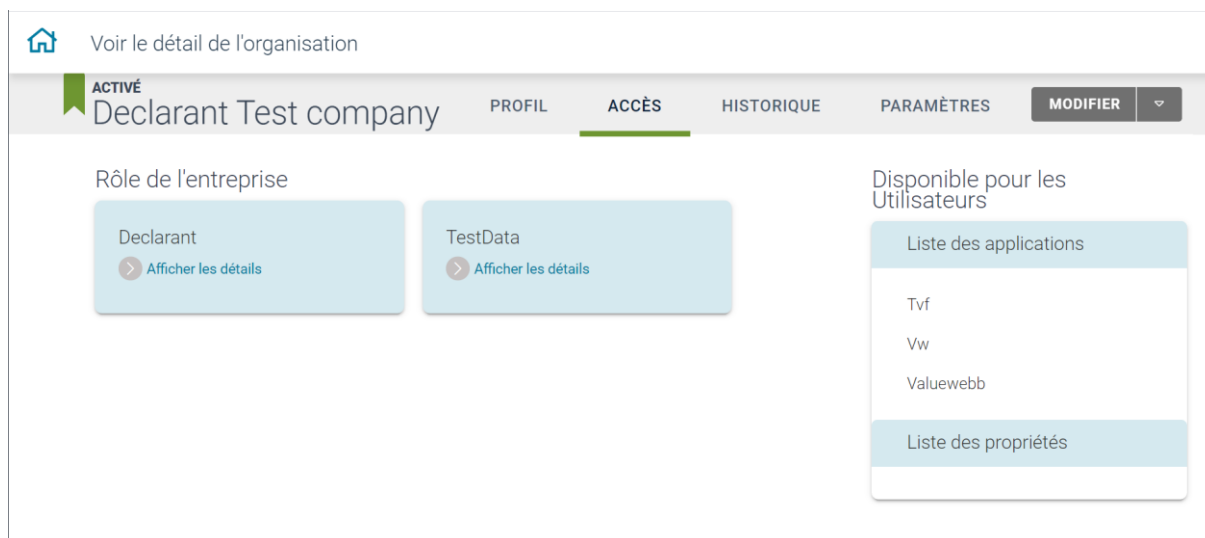 Voir le détail de l'organisation
ACTIVÉ
Declarant Test company
PROFIL
ACCÈS
HISTORIQUE
PARAMÈTRES
MODIFIER
Rôle de l'entreprise
Declarant
Afficher les détails
TestData
Afficher les détails
Disponible pour les
Utilisateurs
Liste des applications
Tvf
Vw
Valuewebb
Liste des propriétés